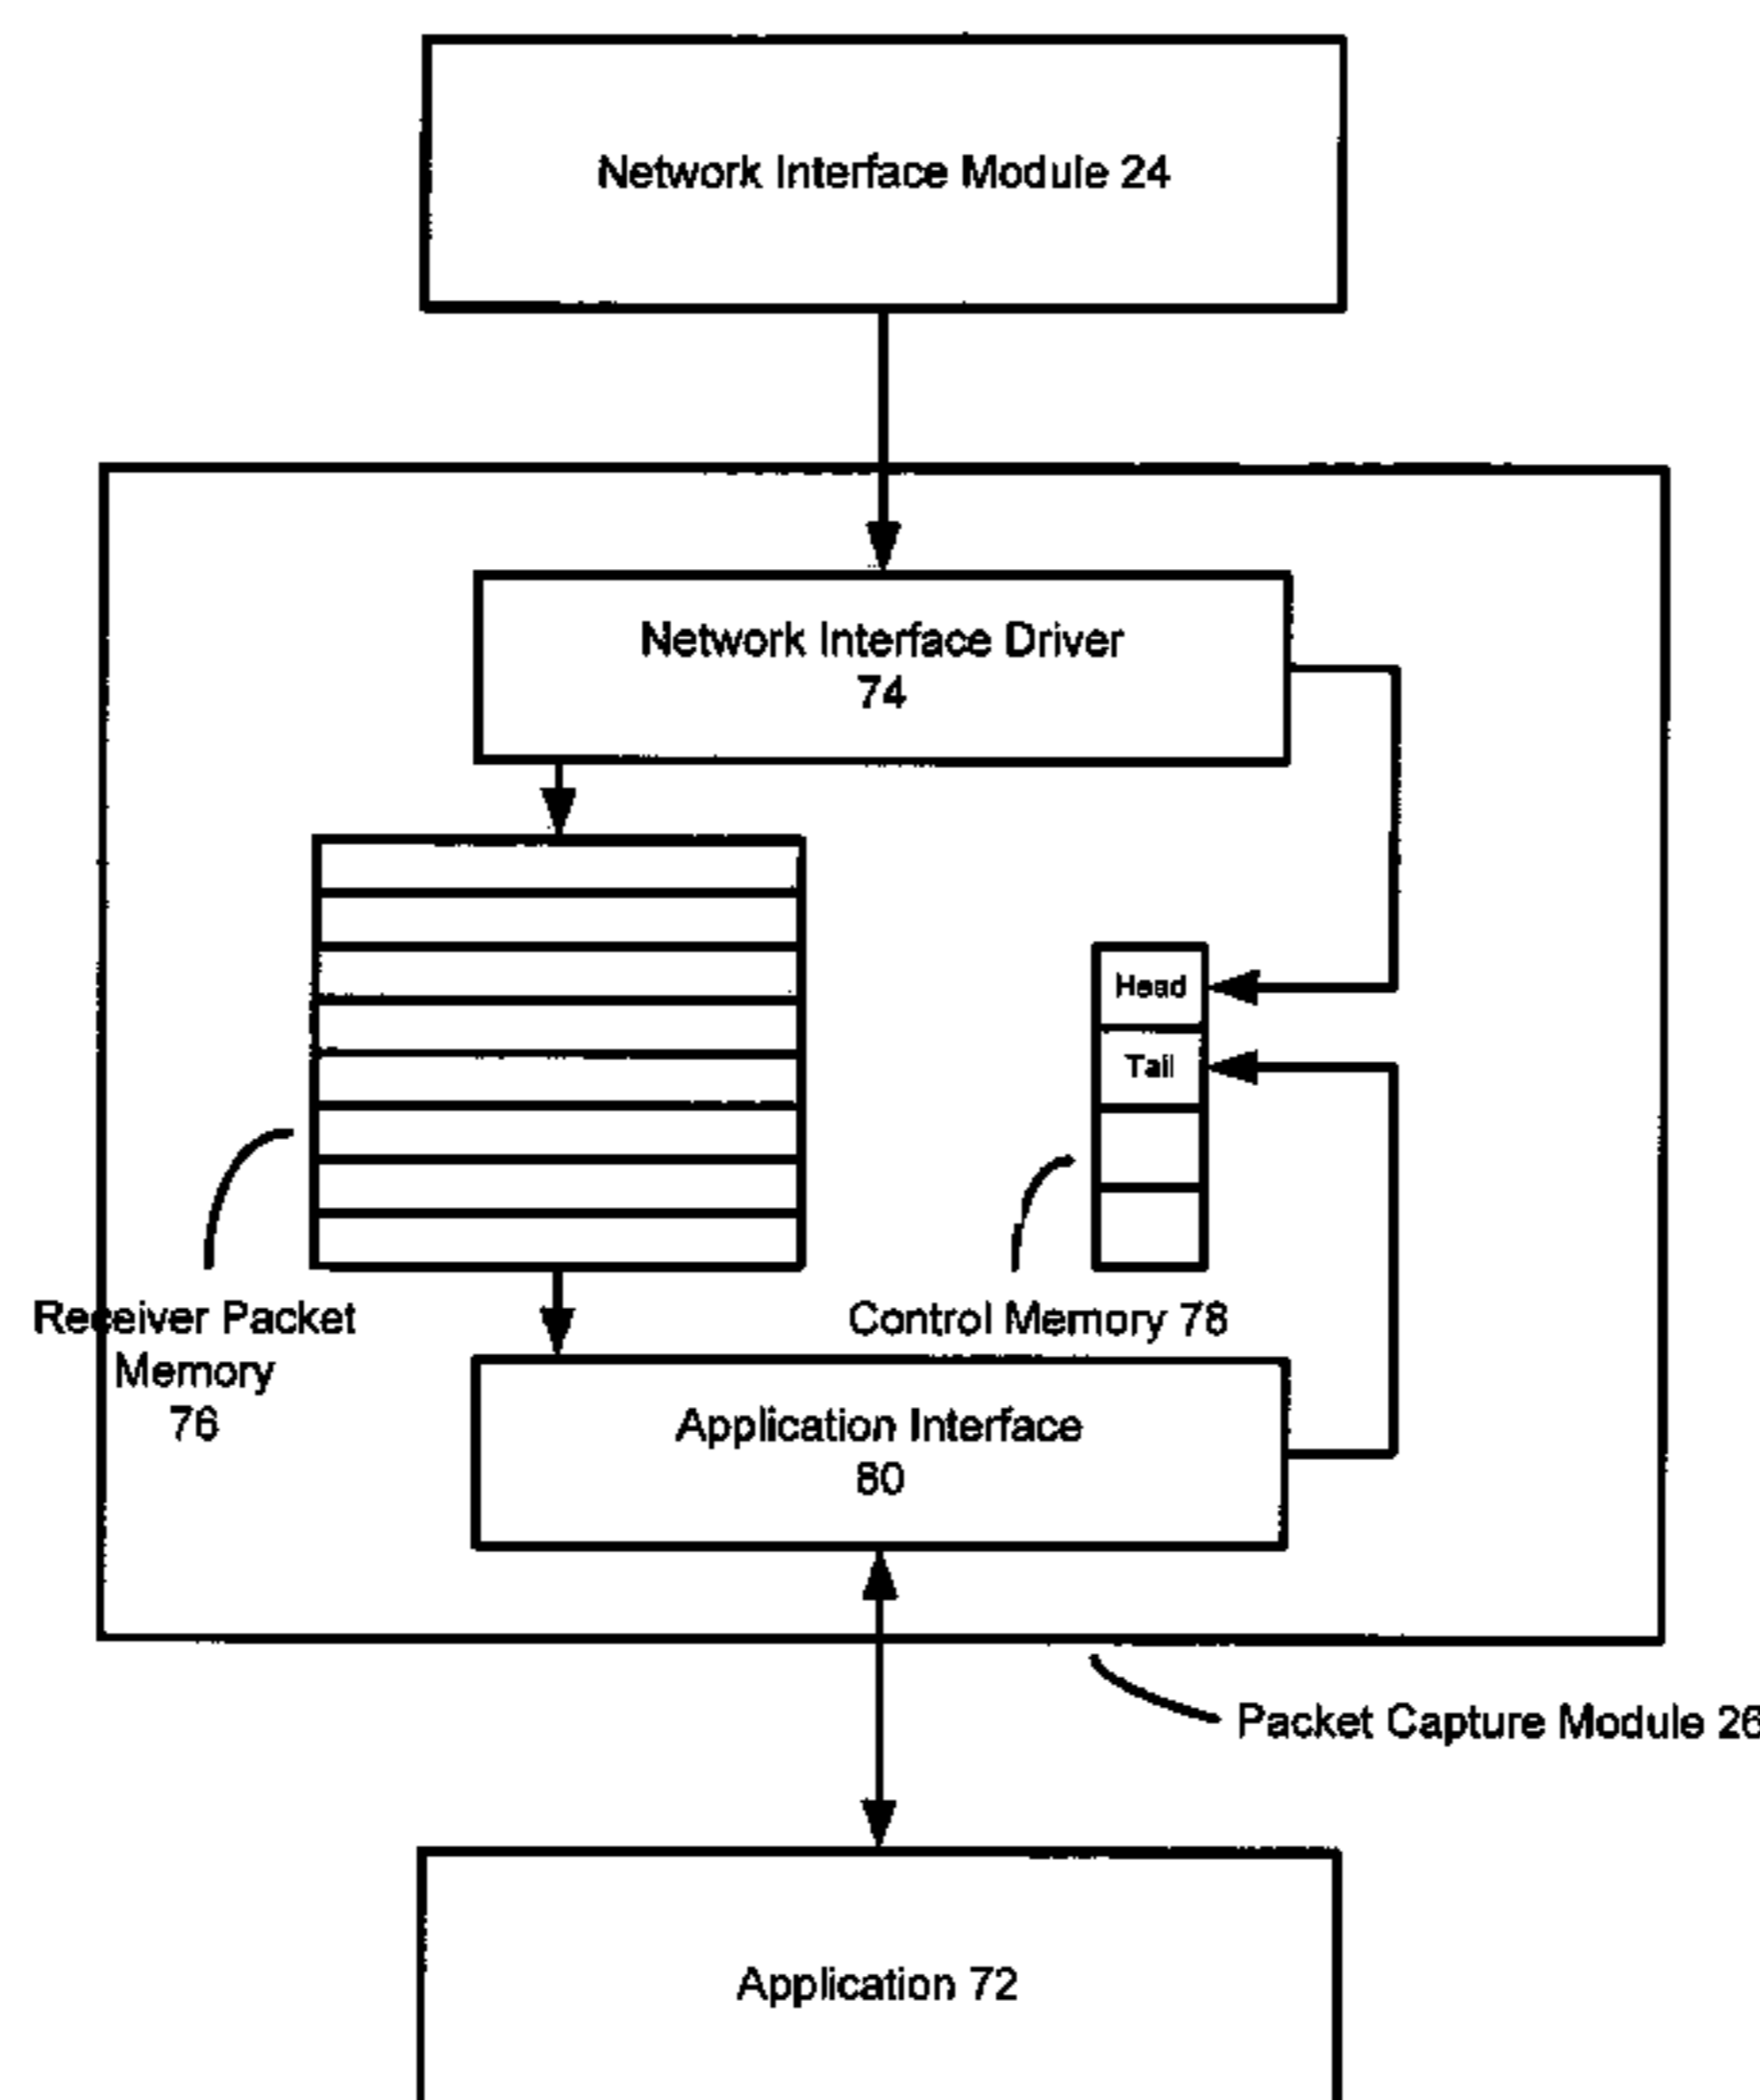 Network Interface Module 24
Network Interface Driver
74
Head
Tail
Receiver Packet
Memory
76
Control Memory 78
Application Interface
80
Packet Capture Module 26
Application 72